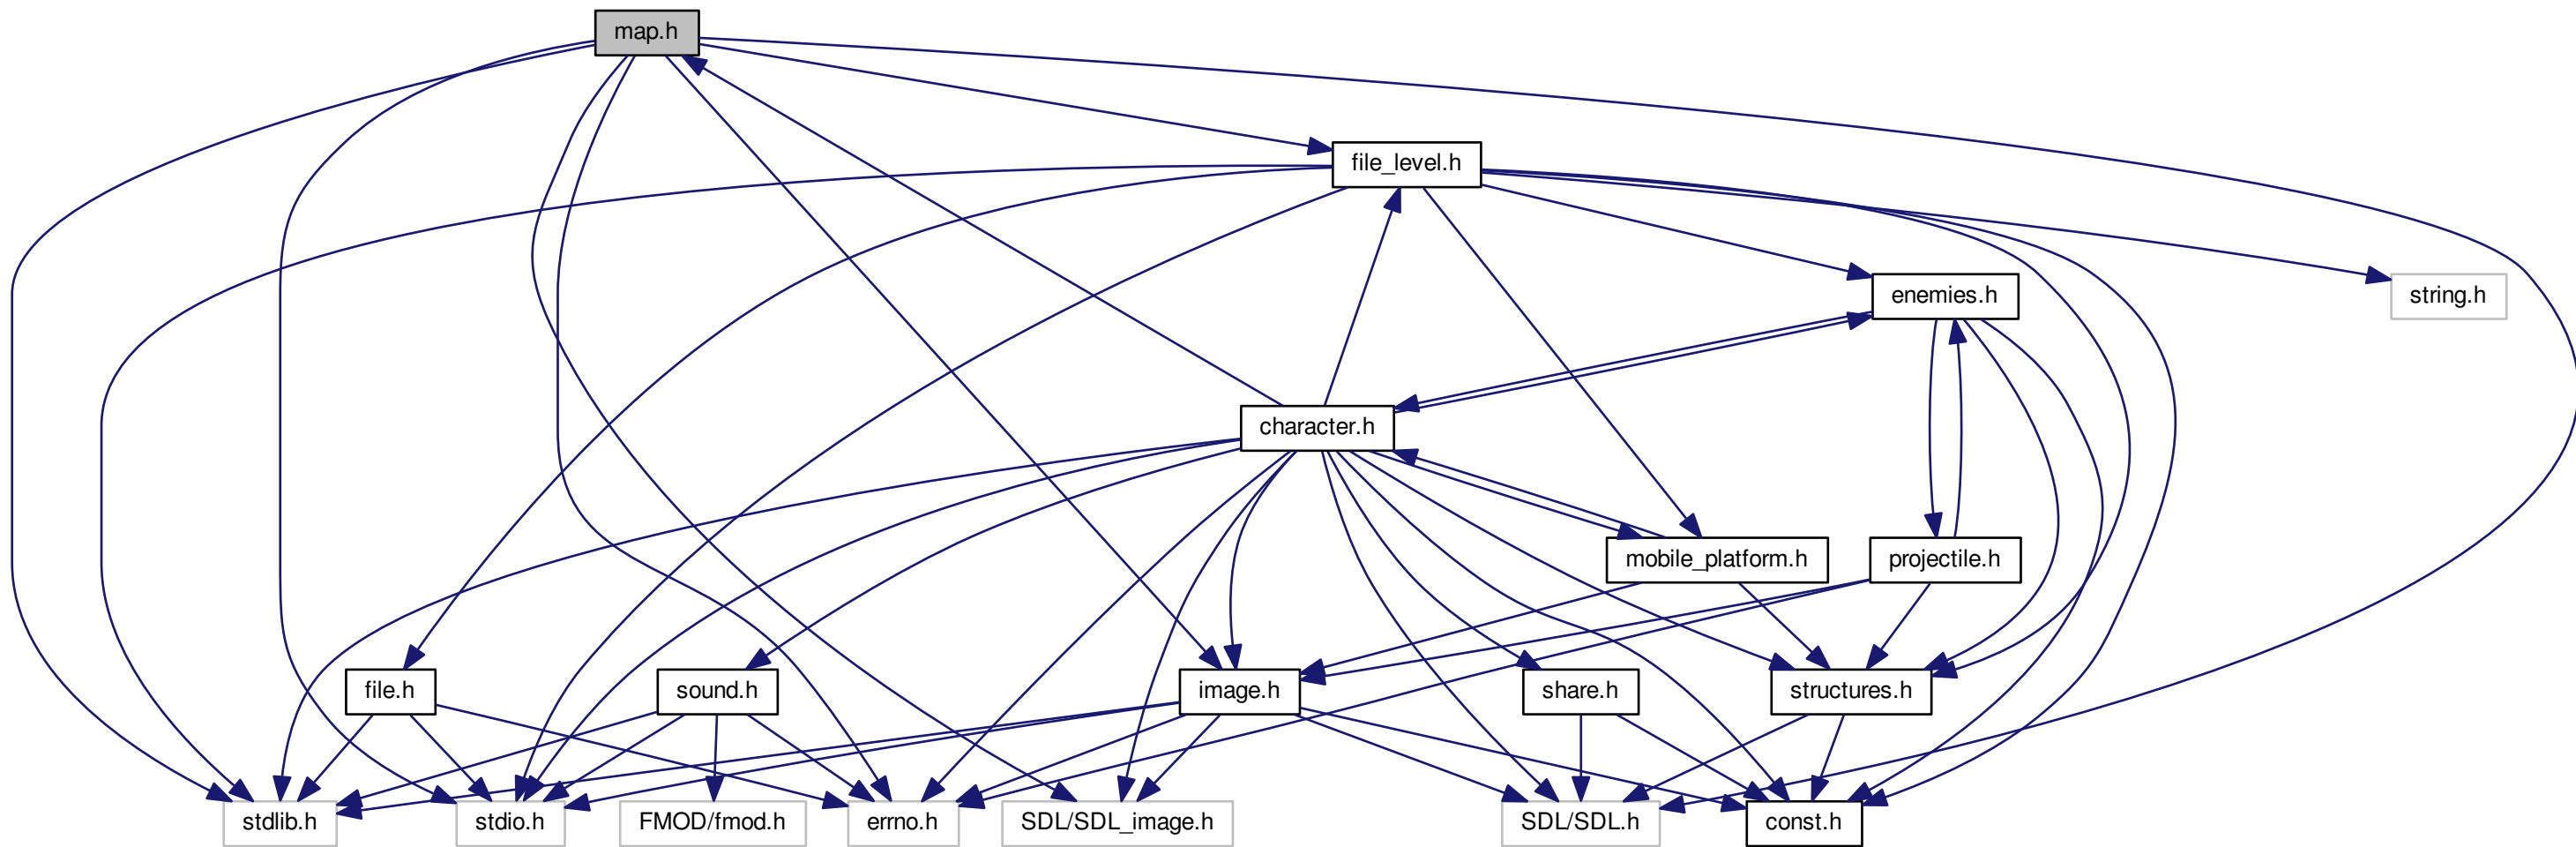 map.h
file_level.h
enemies.h
string.h
character.h
mobile_platform.h
projectile.h
file.h
sound.h
image.h
share.h
structures.h
stdlib.h
stdio.h
FMOD/fmod.h
errno.h
SDL/SDL_image.h
SDL/SDL.h
const.h